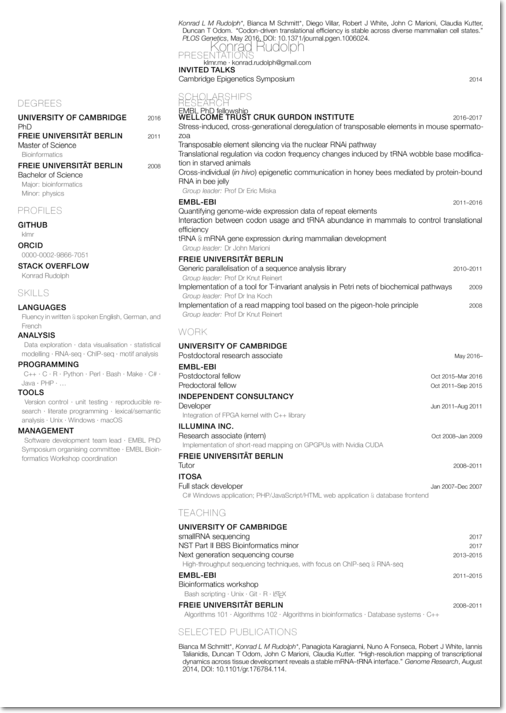 Konrad L M Rudolph*, Bianca M Schmitt*, Diego Villar, Robert J White, John C Marioni, Claudia Kutter,
Duncan T Odom. “Codon-driven translational efficiency is stable across diverse mammalian cell states.”
PLOS Genetics, May 2016, DOI: 10.1371/journal.pgen.1006024.
Konrad Rudolph
PRESENTATIONS
klmr.me · konrad.rudolph@gmail.com
INVITED TALKS
Cambridge Epigenetics Symposium 2014
DEGREES
UNIVERSITY OF CAMBRIDGE 2016
PhD
FREIE UNIVERSITÄT BERLIN 2011
Master of Science
Bioinformatics
FREIE UNIVERSITÄT BERLIN 2008
Bachelor of Science
Major: bioinformatics
Minor: physics
PROFILES
GITHUB
klmr
ORCID
0000-0002-9866-7051
STACK OVERFLOW
Konrad Rudolph
SKILLS
LANGUAGES
Fluency in written & spoken English, German, and
French
ANALYSIS
Data exploration · data visualisation · statistical
modelling · RNA-seq · ChIP-seq · motif analysis
PROGRAMMING
C++ · C · R · Python · Perl · Bash · Make · C# ·
Java · PHP · …
TOOLS
Version control · unit testing · reproducible re-
search · literate programming · lexical/semantic
analysis · Unix · Windows · macOS
MANAGEMENT
Software development team lead · EMBL PhD
Symposium organising committee · EMBL Bioin-
formatics Workshop coordination
SCHOLARSHIPS
RESEARCH
EMBL PhD fellowship
WELLCOME TRUST CRUK GURDON INSTITUTE 2016–2017
Stress-induced, cross-generational deregulation of transposable elements in mouse spermato-
zoa
Transposable element silencing via the nuclear RNAi pathway
Translational regulation via codon frequency changes induced by tRNA wobble base modifica-
tion in starved animals
Cross-individual (in hivo) epigenetic communication in honey bees mediated by protein-bound
RNA in bee jelly
Group leader: Prof Dr Eric Miska
EMBL-EBI 2011–2016
Quantifying genome-wide expression data of repeat elements
Interaction between codon usage and tRNA abundance in mammals to control translational
efficiency
tRNA & mRNA gene expression during mammalian development
Group leader: Dr John Marioni
FREIE UNIVERSITÄT BERLIN
Generic parallelisation of a sequence analysis library 2010–2011
Group leader: Prof Dr Knut Reinert
Implementation of a tool for T-invariant analysis in Petri nets of biochemical pathways 2009
Group leader: Prof Dr Ina Koch
Implementation of a read mapping tool based on the pigeon-hole principle 2008
Group leader: Prof Dr Knut Reinert
WORK
UNIVERSITY OF CAMBRIDGE
Postdoctoral research associate May 2016–
EMBL-EBI
Postdoctoral fellow Oct 2015–Mar 2016
Predoctoral fellow Oct 2011–Sep 2015
INDEPENDENT CONSULTANCY
Developer Jun 2011–Aug 2011
Integration of FPGA kernel with C++ library
ILLUMINA INC.
Research associate (intern) Oct 2008–Jan 2009
Implementation of short-read mapping on GPGPUs with Nvidia CUDA
FREIE UNIVERSITÄT BERLIN
Tutor 2008–2011
ITOSA
Full stack developer Jan 2007–Dec 2007
C# Windows application; PHP/JavaScript/HTML web application & database frontend
TEACHING
UNIVERSITY OF CAMBRIDGE
smallRNA sequencing 2017
NST Part II BBS Bioinformatics minor 2017
Next generation sequencing course 2013–2015
High-throughput sequencing techniques, with focus on ChIP-seq & RNA-seq
EMBL-EBI 2011–2015
Bioinformatics workshop
Bash scripting · Unix · Git · R · LaTeX
FREIE UNIVERSITÄT BERLIN 2008–2011
Algorithms 101 · Algorithms 102 · Algorithms in bioinformatics · Database systems · C++
SELECTED PUBLICATIONS
Bianca M Schmitt*, Konrad L M Rudolph*, Panagiota Karagianni, Nuno A Fonseca, Robert J White, Iannis
Talianidis, Duncan T Odom, John C Marioni, Claudia Kutter. “High-resolution mapping of transcriptional
dynamics across tissue development reveals a stable mRNA–tRNA interface.” Genome Research, August
2014, DOI: 10.1101/gr.176784.114.